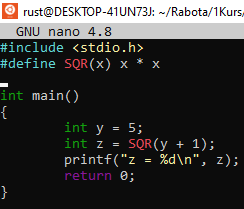 rust@DESKTOP-41UN73J: ~/Rabota/1Kurs/
GNU nano 4.8
#include <stdio.h>
#define SQR(x) x * x
int main()
{
int y = 5;
int z = SQR(y + 1);
printf("z = %d\n", z);
return 0;
}